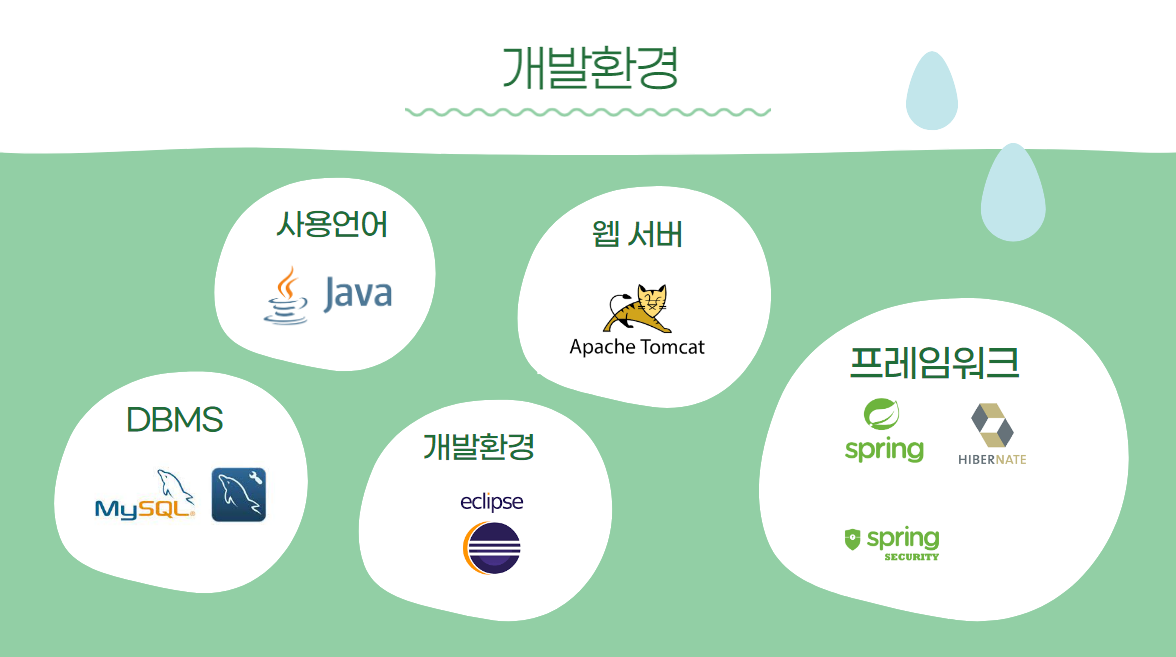 개발환경
사용언어
Java
웹 서버
Apache Tomcat
프레임워크
spring
HIBERNATE
spring
SECURITY
DBMS
MySQL®
개발환경
eclipse